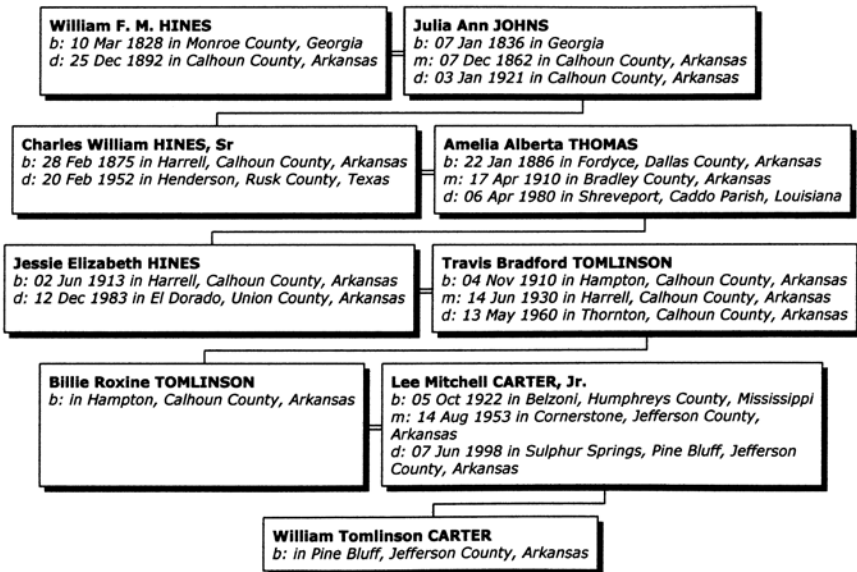 William F. M. HINES
b: 10 Mar 1828 in Monroe County, Georgia
d: 25 Dec 1892 in Calhoun County, Arkansas
Julia Ann JOHNS
b: 07 Jan 1836 in Georgia
m: 07 Dec 1862 in Calhoun County, Arkansas
d: 03 Jan 1921 in Calhoun County, Arkansas
Charles William HINES, Sr
b: 28 Feb 1875 in Harrell, Calhoun County, Arkansas
d: 20 Feb 1952 in Henderson, Rusk County, Texas
Amelia Alberta THOMAS
b: 22 Jan 1886 in Fordyce, Dallas County, Arkansas
m: 17 Apr 1910 in Bradley County, Arkansas
d: 06 Apr 1980 in Shreveport, Caddo Parish, Louisiana
Jessie Elizabeth HINES
b: 02 Jun 1913 in Harrell, Calhoun County, Arkansas
d: 12 Dec 1983 in El Dorado, Union County, Arkansas
Travis Bradford TOMLINSON
b: 04 Nov 1910 in Hampton, Calhoun County, Arkansas
m: 14 Jun 1930 in Harrell, Calhoun County, Arkansas
d: 13 May 1960 in Thornton, Calhoun County, Arkansas
Billie Roxine TOMLINSON
b: in Hampton, Calhoun County, Arkansas
Lee Mitchell CARTER, Jr.
b: 05 Oct 1922 in Belzoni, Humphreys County, Mississippi
m: 14 Aug 1953 in Cornerstone, Jefferson County,
Arkansas
d: 07 Jun 1998 in Sulphur Springs, Pine Bluff, Jefferson
County, Arkansas
William Tomlinson CARTER
b: in Pine Bluff, Jefferson County, Arkansas